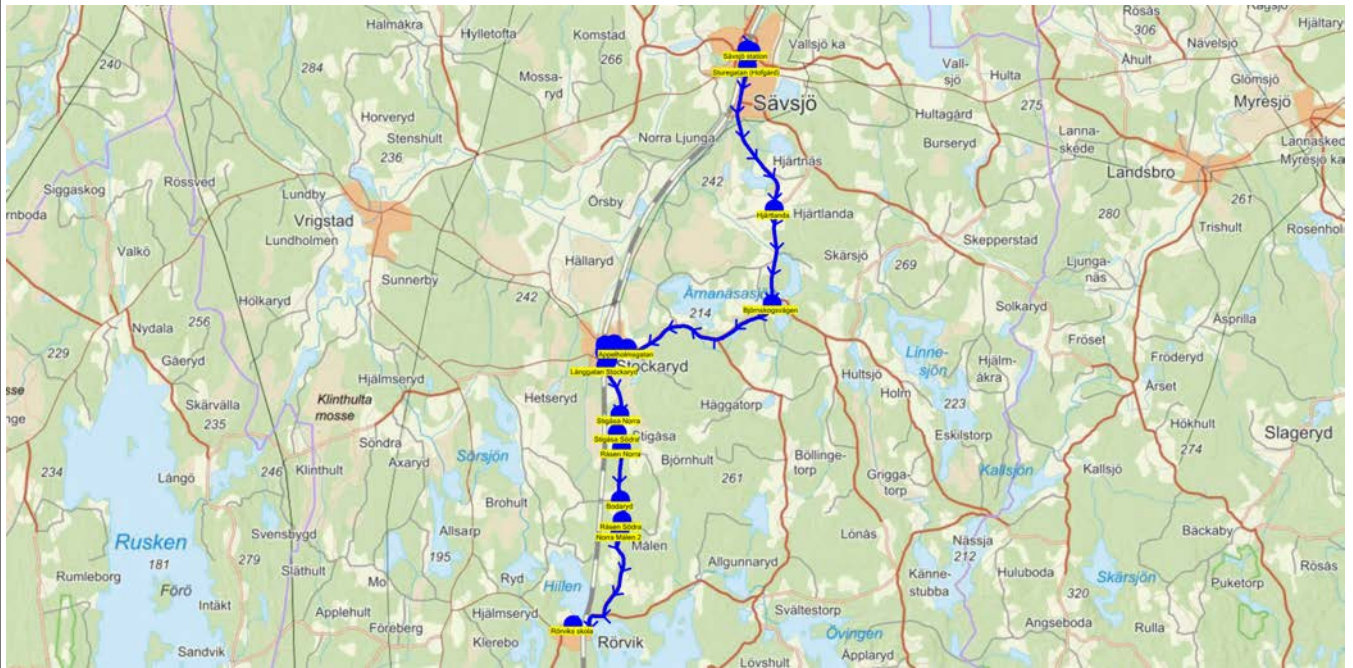 Halmåkra
Hylletofta
Komstad
266
Vallsjö ka
Rösås
306
Nävelsjö
Hjältary
240
284
Mossa-
ryd
Sävsjö station
Sturegatan (Hofgård)
Vall-
sjö
Hulta
Åhult
Glömsjö
Myresjö
Horveryd
Stenshult
236
Norra Ljunga
Sävsjö
Hultagård
275
Burseryd
Lanna-
skede
Lannasked
Myresjö ka
Siggaskog
Rössved
Lundby
242
Hjärtnäs
Landsbro
261
rnboda
Vrigstad
Örsby
Hjärtlanda
Hjärtlanda
280
Trishult
Valkö
Lundholmen
Skepperstad
Rosenholm
Hällaryd
Skärsjö
269
Ljunga-
näs
Sunnerby
Holkaryd
242
Årnanäsasjö
214
Björnskogsvägen
Solkaryd
Äsprilla
Nydala
256
229
Gåeryd
Appelholmsgatan
Långgatan Stockaryd
Stockaryd
Linne-
sjön
Fröset
Fröderyd
Hjälmseryd
Hultsjö
Hjälm-
åkra
Årset
Skärvälla
235
Klinthulta
mosse
Hetseryd
Häggatorp
Holm
223
Stigåsa Norra
Stigåsa Södra
Stigåsa
Råsen Norra
Hökhult
274
Slageryd
Söndra
Sörsjön
Björnhult
Böllinge-
torp
Eskilstorp
234
Långö
246
Klinthult
Axaryd
261
Grigga-
torp
Kallsjön
Kallsjö
Brohult
Bodaryd
Svensbygd
Allsarp
Råsen Södra
Norra Målen 2
Målen
Lönås
Bäckaby
Rusken
181
279
Släthult
195
Nässja
212
Rumleborg
Förö
Mo
Ryd
Hillen
Allgunnaryd
Känne-
stubba
Huluboda
Skärsjön
Puketorp
Rösås
Intäkt
Applehult
Hjälmseryd
Svältestorp
320
Föreberg
Klerebo
Rörviks skola
Rörvik
Övingen
Angseboda
Rulla
Sandvik
Lövshult
Äpplaryd